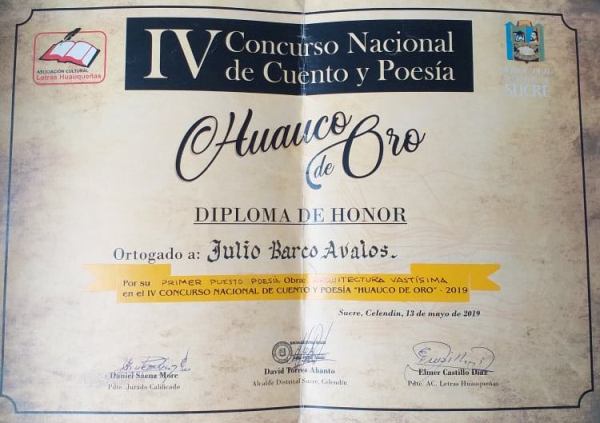 ASOCIACIÓN CULTURAL
Letras Huauqueñas
IV Concurso Nacional
de Cuento y Poesía
SUCRE
Huauco
de Oro
DIPLOMA DE HONOR
Ortogado a: Julio Barco Avalos.
Por su PRIMER PUESTO POESÍA Obra: ARQUITECTURA VASTÍSIMA
en el IV CONCURSO NACIONAL DE CUENTO Y POESÍA "HUAUCO DE ORO" - 2019
Sucre, Celendín, 13 de mayo de 2019
Daniel Sáenz More
Pdte. Jurado Calificado
David Torres Abanto
Alcalde Distrital Sucre, Celendín
Elmer Castillo Díaz
Pdte. AC. Letras Huauqueñas